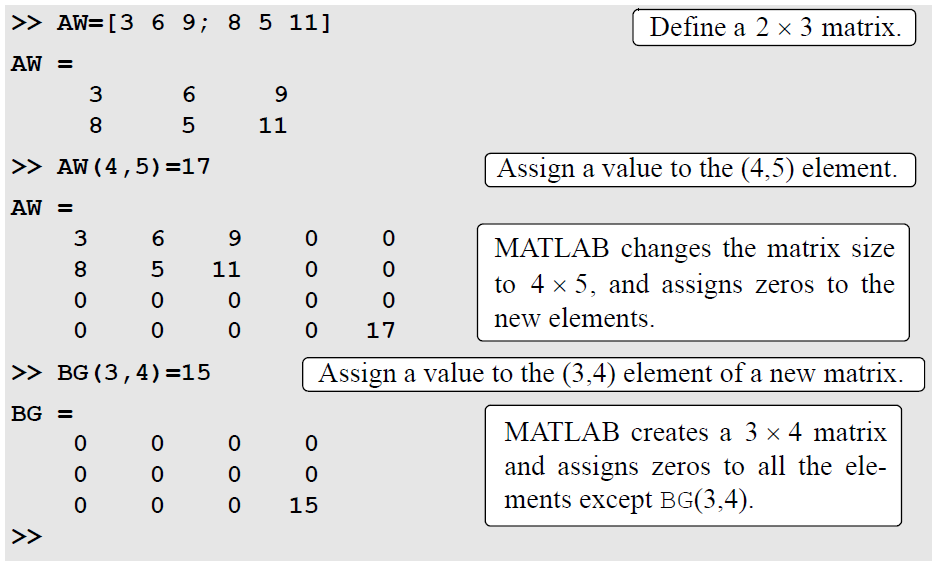 >> AW=[3 6 9; 8 5 11]
Define a 2 × 3 matrix.
AW =
3 6 9
8 5 11
>> AW(4,5)=17
Assign a value to the (4,5) element.
AW =
3 6 9 0 0
8 5 11 0 0
0 0 0 0 0
0 0 0 0 17
MATLAB changes the matrix size
to 4 × 5, and assigns zeros to the
new elements.
>> BG(3,4)=15
Assign a value to the (3,4) element of a new matrix.
BG =
0 0 0 0
0 0 0 0
0 0 0 15
MATLAB creates a 3 × 4 matrix
and assigns zeros to all the ele-
ments except BG(3,4).
>>